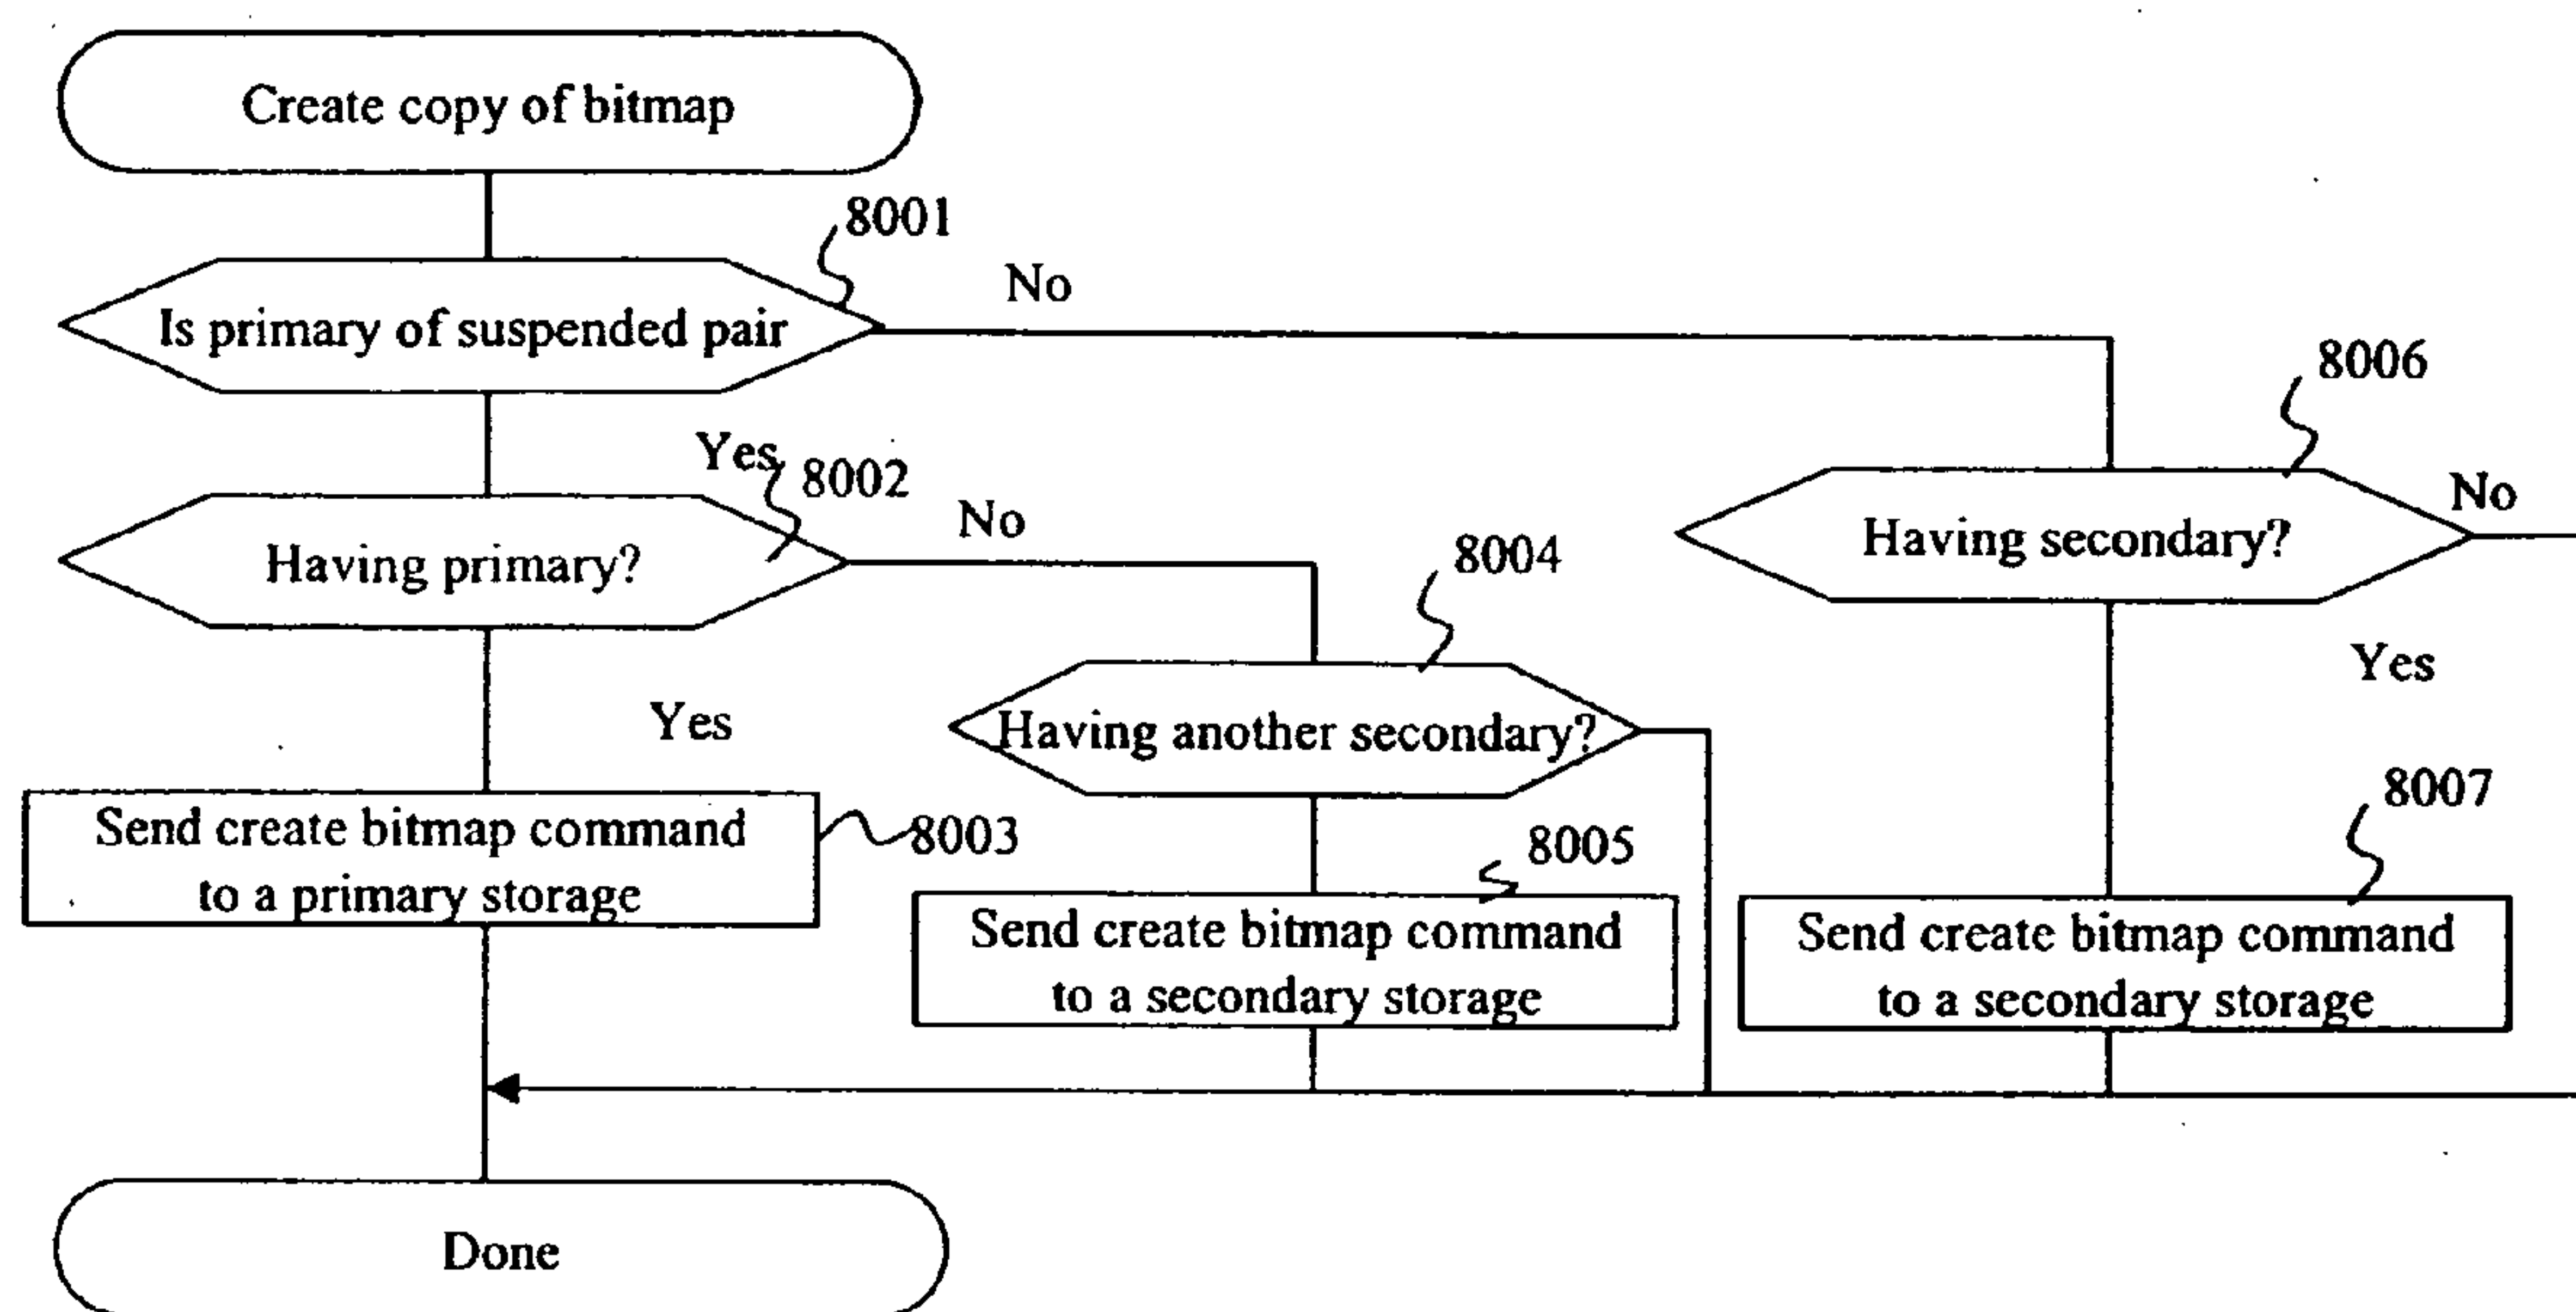 Create copy of bitmap
8001
No
Is primary of suspended pair
8006
Yes
8002
No
No
Having primary?
8004
Having secondary?
Yes
Yes
Having another secondary?
8003
8005
8007
Send create bitmap command
to a primary storage
Send create bitmap command
to a secondary storage
Send create bitmap command
to a secondary storage
Done